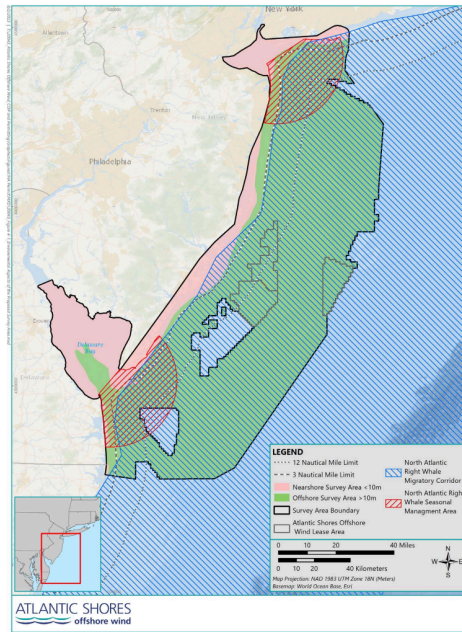 New York
Allentown
Trenton
New Jersey
Philadelphia
Dover
Delaware
Bay
Delaware
LEGEND
12 Nautical Mile Limit
3 Nautical Mile Limit
Nearshore Survey Area <10m
Offshore Survey Area >10m
Survey Area Boundary
Atlantic Shores Offshore
Wind Lease Area
North Atlantic
Right Whale
Migratory Corridor
North Atlantic Right
Whale Seasonal
Managment Area
0 10 20 40 Miles
0 10 20 40 Kilometers
N
W E
S
Map Projection: NAD 1983 UTM Zone 18N (Meters)
Basemap: World Ocean Base, Esri
ATLANTIC SHORES
offshore wind